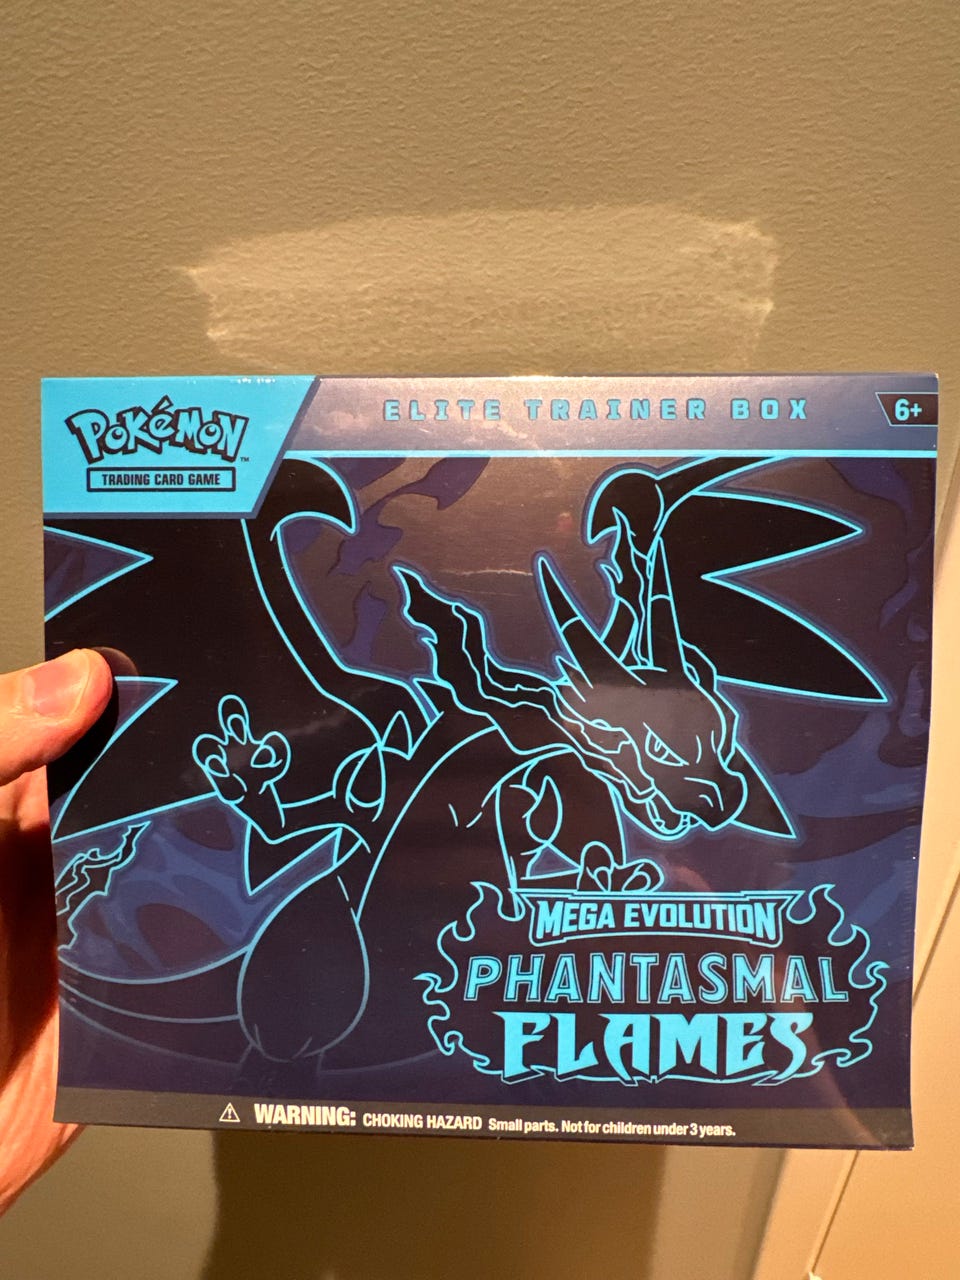 ELITE TRAINER BOX
6+
Pokémon™
TRADING CARD GAME
MEGA EVOLUTION
PHANTASMAL
FLAMES
WARNING: CHOKING HAZARD Small parts. Not for children under 3 years.